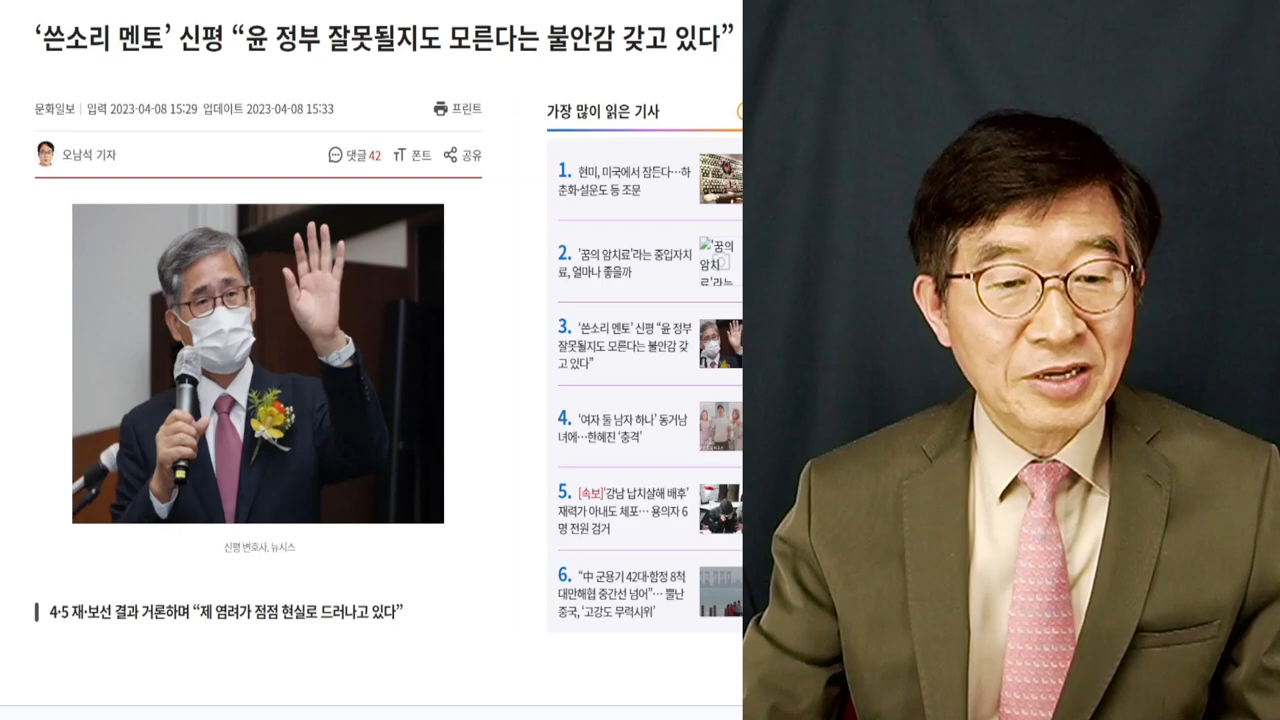 ‘쓴소리 멘토’ 신평 “윤 정부 잘못될지도 모른다는 불안감 갖고 있다”
문화일보 | 입력 2023-04-08 15:29 업데이트 2023-04-08 15:33
프린트
오남석 기자
댓글 42 폰트 공유
신평 변호사. 뉴시스
4·5 재·보선 결과 거론하며 “제 염려가 점점 현실로 드러나고 있다”
가장 많이 읽은 기사
1. 현미, 미국에서 잠든다…하
춘화·설운도 등 조문
2. ‘꿈의 암치료’라는 중입자치
료, 얼마나 좋을까
'꿈의
암치
료'라는
3. ‘쓴소리 멘토’ 신평 “윤 정부
잘못될지도 모른다는 불안감 갖
고 있다”
4. ‘여자 둘 남자 하나’ 동거남
녀에…한혜진 ‘충격’
5. [속보]‘강남 납치살해 배후’
재력가 아내도 체포… 용의자 6
명 전원 검거
6. “中 군용기 42대·함정 8척
대만해협 중간선 넘어”… 뿔난
중국, ‘고강도 무력시위’